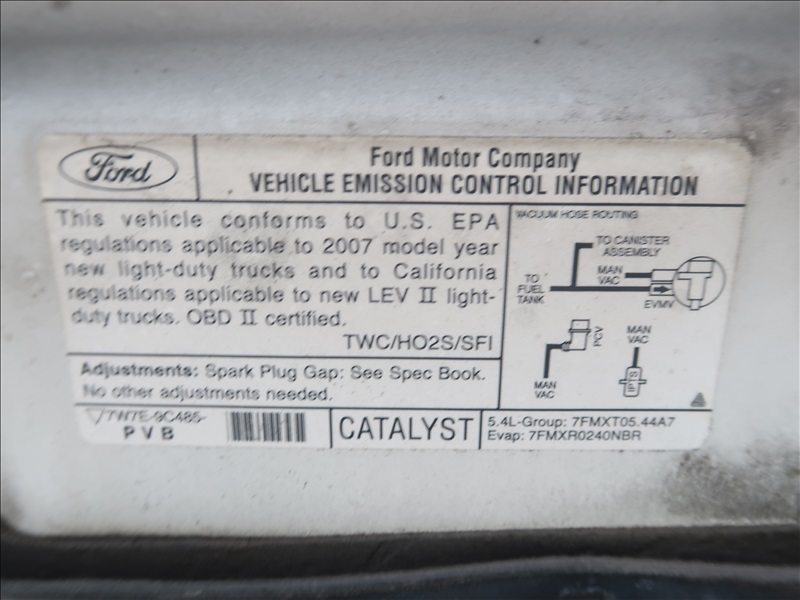 Ford
Ford Motor Company
VEHICLE EMISSION CONTROL INFORMATION
This vehicle conforms to U.S. EPA
regulations applicable to 2007 model year
new light-duty trucks and to California
regulations applicable to new LEV II light-
duty trucks. OBD II certified.
TWC/HO2S/SFI
Adjustments: Spark Plug Gap: See Spec Book.
No other adjustments needed.
VACUUM HOSE ROUTING
TO CANISTER
ASSEMBLY
TO
FUEL
TANK
MAN
VAC
EVMV
PCV
MAN
VAC
MAN
VAC
IPTS
7W7E-9C485-
PVB
CATALYST
5.4L-Group: 7FMXT05.44A7
Evap: 7FMXR0240NBR